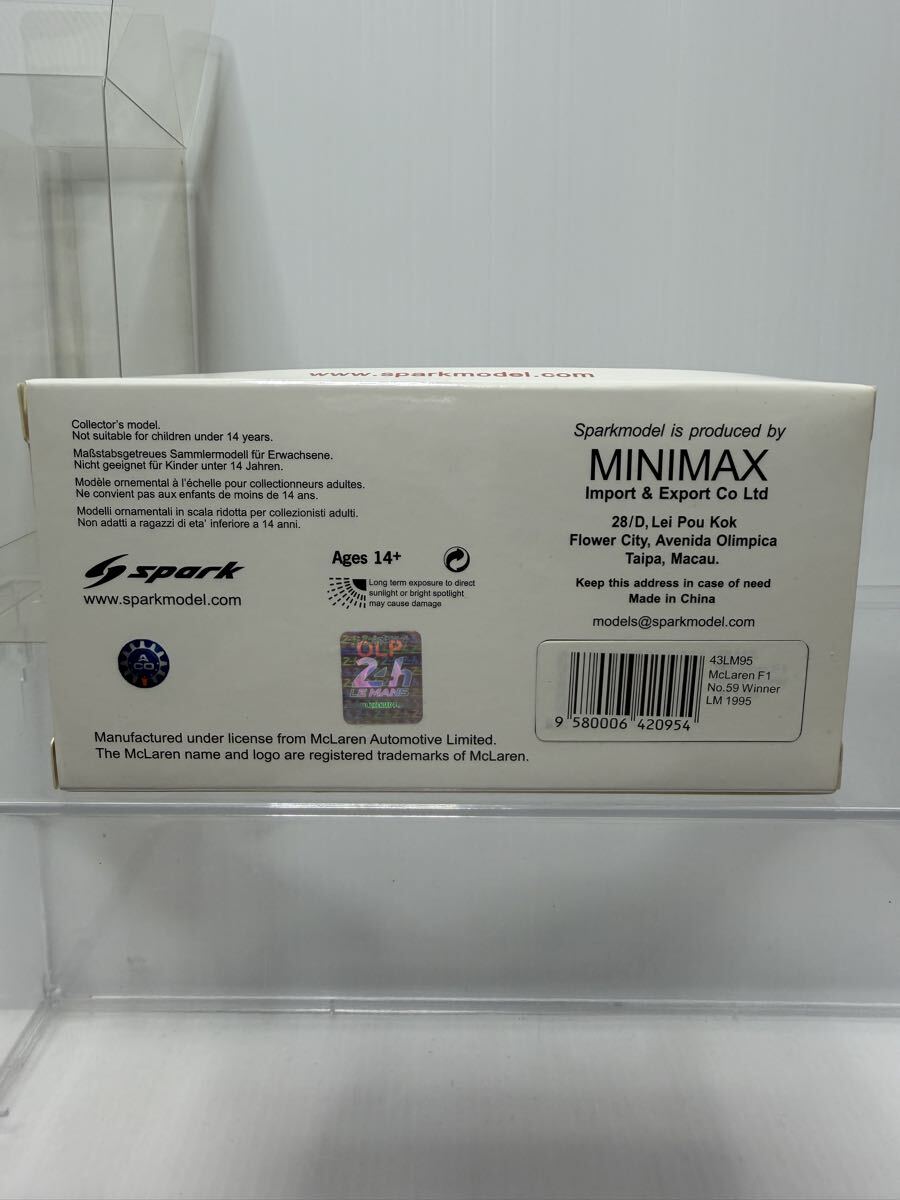 www.sparkmodel.com
Collector's model.
Not suitable for children under 14 years.
Maßstabsgetreues Sammlermodell für Erwachsene.
Nicht geeignet für Kinder unter 14 Jahren.
Modèle ornemental à l'échelle pour collectionneurs adultes.
Ne convient pas aux enfants de moins de 14 ans.
Modelli ornamentali in scala ridotta per collezionisti adulti.
Non adatti a ragazzi di eta' inferiore a 14 anni.
spark
www.sparkmodel.com
Ages 14+
Long term exposure to direct
sunlight or bright spotlight
may cause damage
ACO
OLP
24h
LE MANS
Manufactured under license from McLaren Automotive Limited.
The McLaren name and logo are registered trademarks of McLaren.
Sparkmodel is produced by
MINIMAX
Import & Export Co Ltd
28/D, Lei Pou Kok
Flower City, Avenida Olimpica
Taipa, Macau.
Keep this address in case of need
Made in China
models@sparkmodel.com
43LM95
McLaren F1
No.59 Winner
LM 1995
9 580006 420954